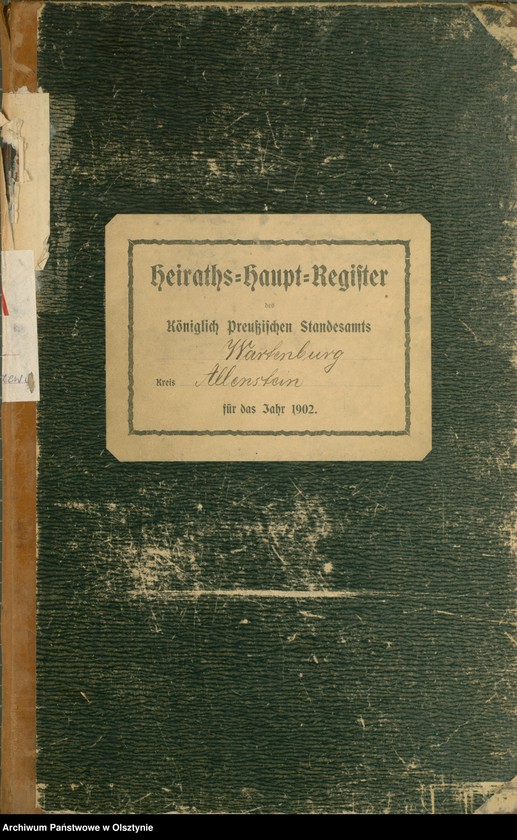 Heiraths-Haupt-Register
des
Königlich Preußischen Standesamts
Wartenburg
Kreis Allenstein
für das Jahr 1902.
Archiwum Państwowe w Olsztynie